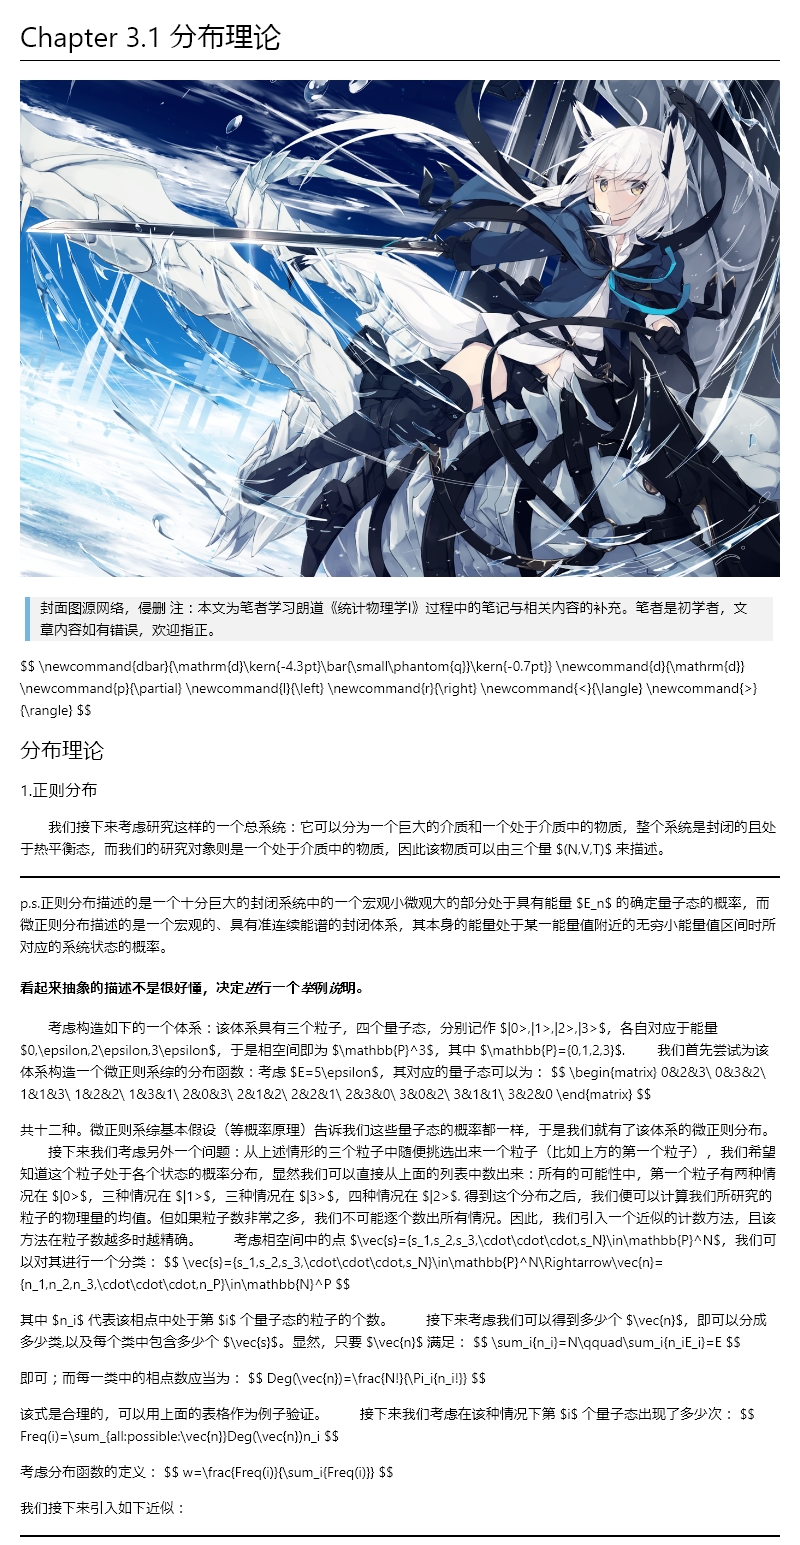 Chapter 3.1 分布理论
封面图源网络，侵删 注：本文为笔者学习朗道《统计物理学I》过程中的笔记与相关内容的补充。笔者是初学者，文
章内容如有错误，欢迎指正。
$$ \newcommand{dbar}{\mathrm{d}\kern{-4.3pt}\bar{\small\phantom{q}}\kern{-0.7pt}} \newcommand{d}{\mathrm{d}}
\newcommand{p}{\partial} \newcommand{l}{\left} \newcommand{r}{\right} \newcommand{<}{\langle} \newcommand{>}
{\rangle} $$
分布理论
1.正则分布
我们接下来考虑研究这样的一个总系统：它可以分为一个巨大的介质和一个处于介质中的物质，整个系统是封闭的且处
于热平衡态，而我们的研究对象则是一个处于介质中的物质，因此该物质可以由三个量 $(N,V,T)$ 来描述。
p.s.正则分布描述的是一个十分巨大的封闭系统中的一个宏观小微观大的部分处于具有能量 $E_n$ 的确定量子态的概率，而
微正则分布描述的是一个宏观的、具有准连续能谱的封闭体系，其本身的能量处于某一能量值附近的无穷小能量值区间时所
对应的系统状态的概率。
看起来抽象的描述不是很好懂，决定进行一个举例说明。
考虑构造如下的一个体系：该体系具有三个粒子，四个量子态，分别记作 $|0>,|1>,|2>,|3>$，各自对应于能量
$0,\epsilon,2\epsilon,3\epsilon$，于是相空间即为 $\mathbb{P}^3$，其中 $\mathbb{P}={0,1,2,3}$. 我们首先尝试为该
体系构造一个微正则系综的分布函数：考虑 $E=5\epsilon$，其对应的量子态可以为： $$ \begin{matrix} 0&2&3\ 0&3&2\
1&1&3\ 1&2&2\ 1&3&1\ 2&0&3\ 2&1&2\ 2&2&1\ 2&3&0\ 3&0&2\ 3&1&1\ 3&2&0 \end{matrix} $$
共十二种。微正则系综基本假设（等概率原理）告诉我们这些量子态的概率都一样，于是我们就有了该体系的微正则分布。
接下来我们考虑另外一个问题：从上述情形的三个粒子中随便挑选出来一个粒子（比如上方的第一个粒子），我们希望
知道这个粒子处于各个状态的概率分布，显然我们可以直接从上面的列表中数出来：所有的可能性中，第一个粒子有两种情
况在 $|0>$，三种情况在 $|1>$，三种情况在 $|3>$，四种情况在 $|2>$. 得到这个分布之后，我们便可以计算我们所研究的
粒子的物理量的均值。但如果粒子数非常之多，我们不可能逐个数出所有情况。因此，我们引入一个近似的计数方法，且该
方法在粒子数越多时越精确。 考虑相空间中的点 $\vec{s}={s_1,s_2,s_3,\cdot\cdot\cdot,s_N}\in\mathbb{P}^N$，我们可
以对其进行一个分类： $$ \vec{s}={s_1,s_2,s_3,\cdot\cdot\cdot,s_N}\in\mathbb{P}^N\Rightarrow\vec{n}=
{n_1,n_2,n_3,\cdot\cdot\cdot,n_P}\in\mathbb{N}^P $$
其中 $n_i$ 代表该相点中处于第 $i$ 个量子态的粒子的个数。 接下来考虑我们可以得到多少个 $\vec{n}$，即可以分成
多少类,以及每个类中包含多少个 $\vec{s}$。显然，只要 $\vec{n}$ 满足： $$ \sum_i{n_i}=N\qquad\sum_i{n_iE_i}=E $$
即可；而每一类中的相点数应当为： $$ Deg(\vec{n})=\frac{N!}{\Pi_i{n_i!}} $$
该式是合理的，可以用上面的表格作为例子验证。 接下来我们考虑在该种情况下第 $i$ 个量子态出现了多少次： $$
Freq(i)=\sum_{all:possible:\vec{n}}Deg(\vec{n})n_i $$
考虑分布函数的定义： $$ w=\frac{Freq(i)}{\sum_i{Freq(i)}} $$
我们接下来引入如下近似：